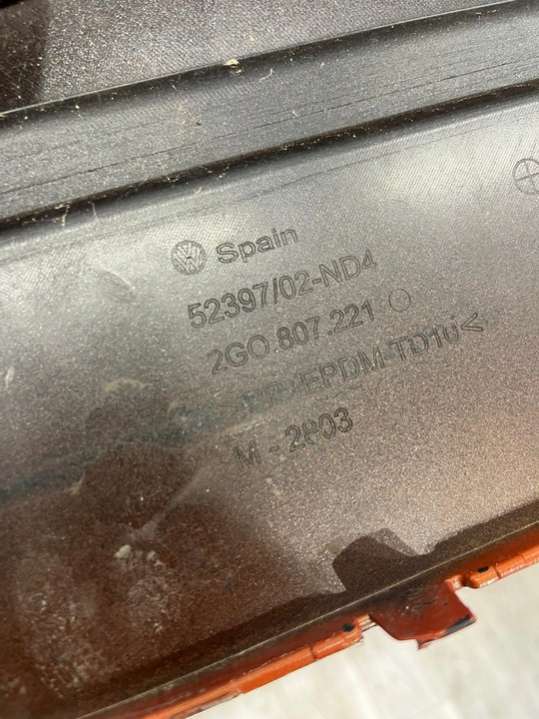 Spain
52397/02-ND4
2G0.807.221
EPDM-TD10<
M - 2803